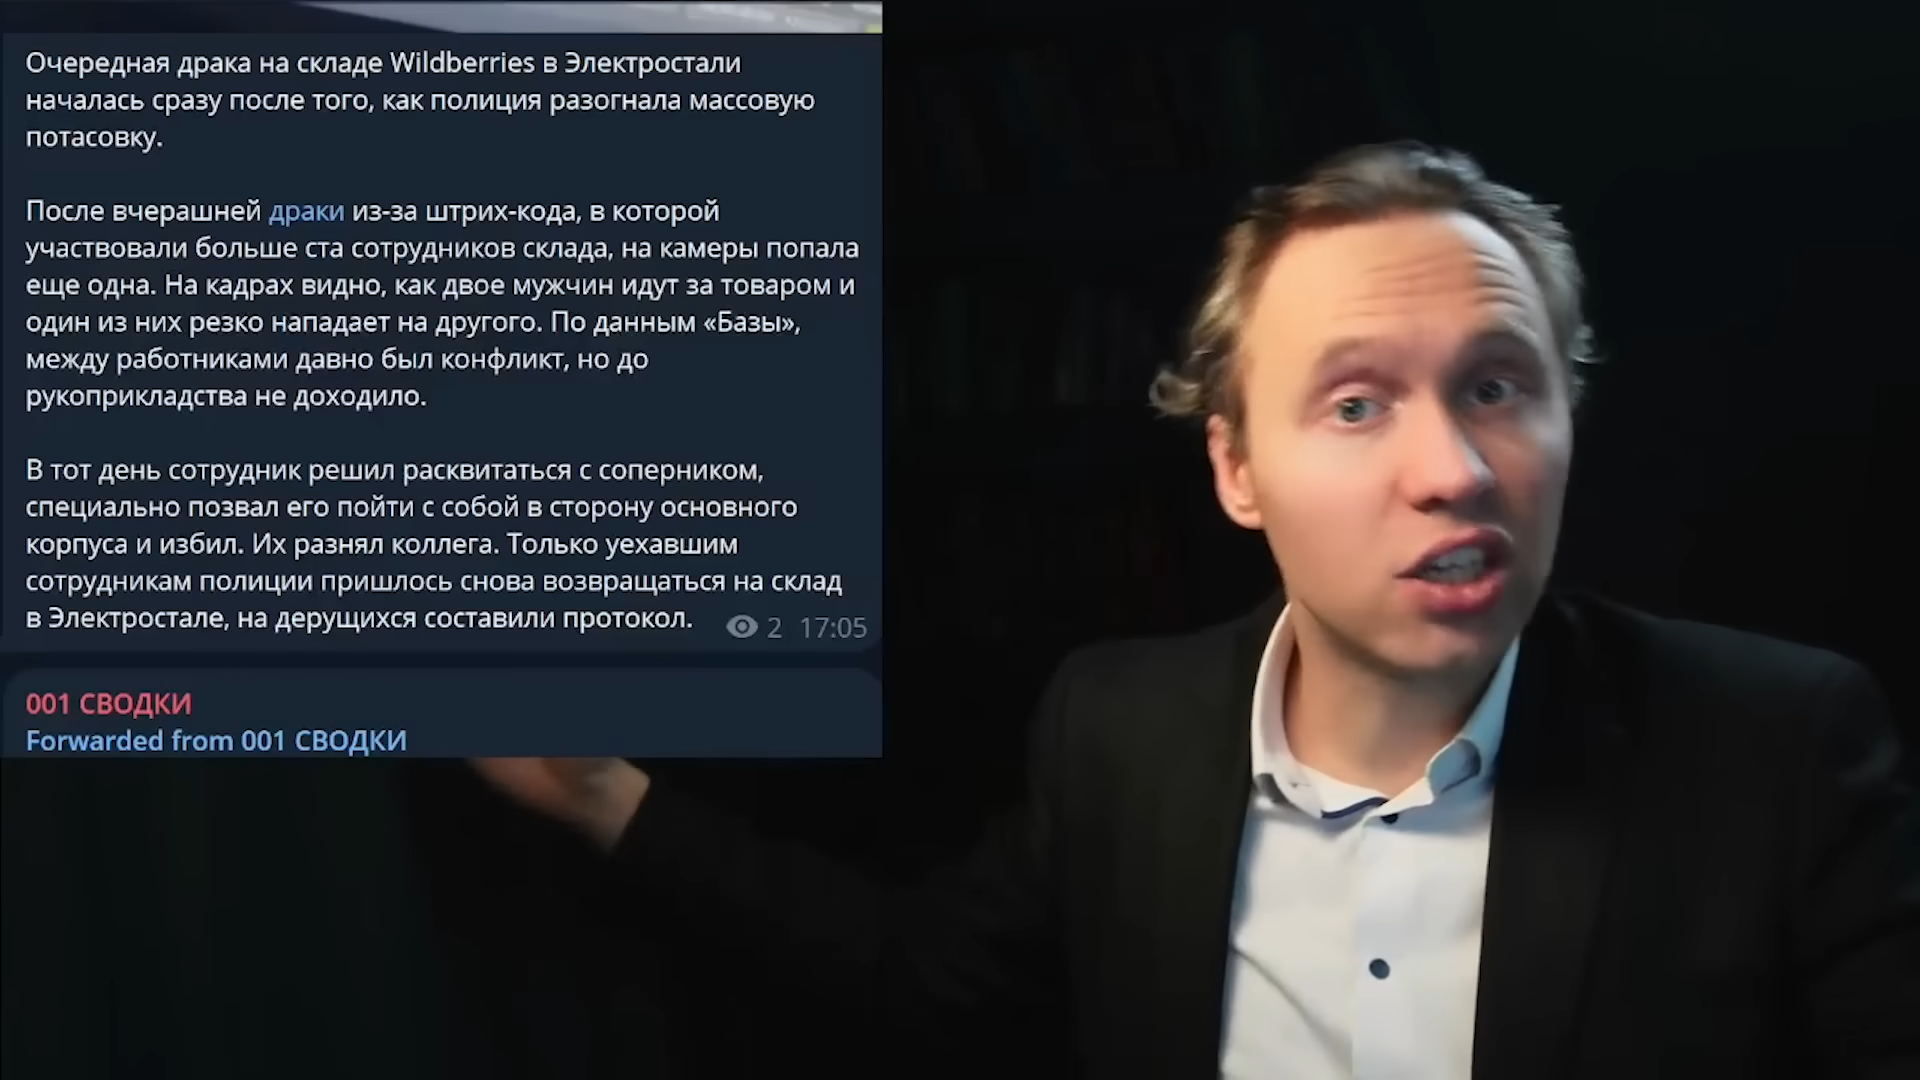 Очередная драка на складе Wildberries в Электростали
началась сразу после того, как полиция разогнала массовую
потасовку.
После вчерашней драки из-за штрих-кода, в которой
участвовали больше ста сотрудников склада, на камеры попала
еще одна. На кадрах видно, как двое мужчин идут за товаром и
один из них резко нападает на другого. По данным «Базы»,
между работниками давно был конфликт, но до
рукоприкладства не доходило.
В тот день сотрудник решил расквитаться с соперником,
специально позвал его пойти с собой в сторону основного
корпуса и избил. Их разнял коллега. Только уехавшим
сотрудникам полиции пришлось снова возвращаться на склад
в Электростале, на дерущихся составили протокол.
2 17:05
001 СВОДКИ
Forwarded from 001 СВОДКИ